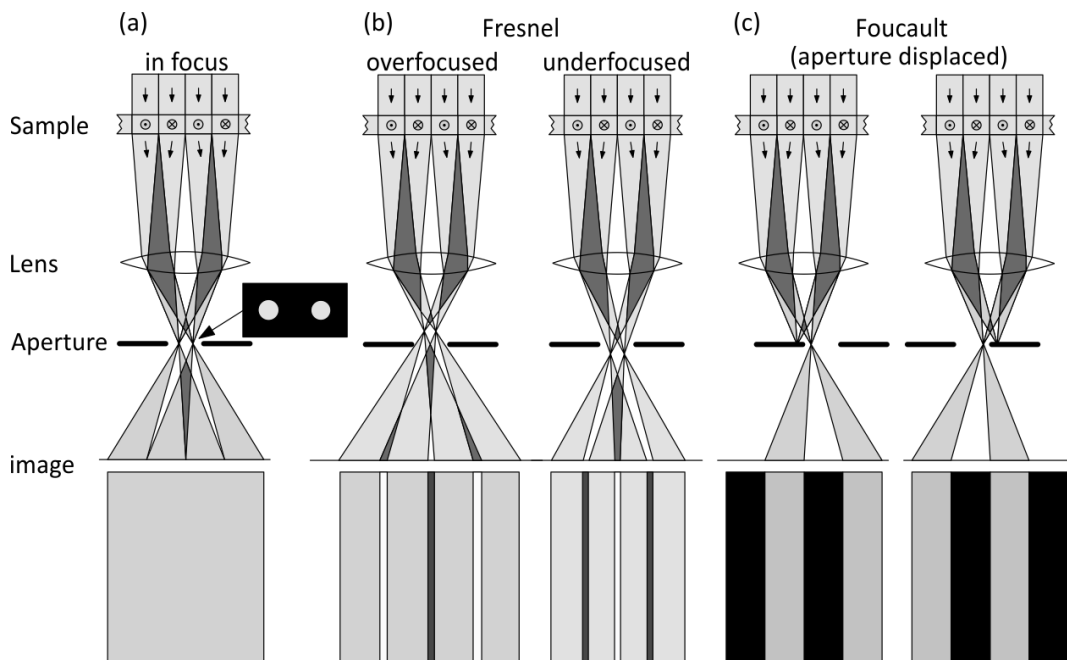 (a)
(b)
Fresnel
(c)
Foucault
(aperture displaced)
in focus
overfocused
underfocused
Sample
Lens
Aperture
image